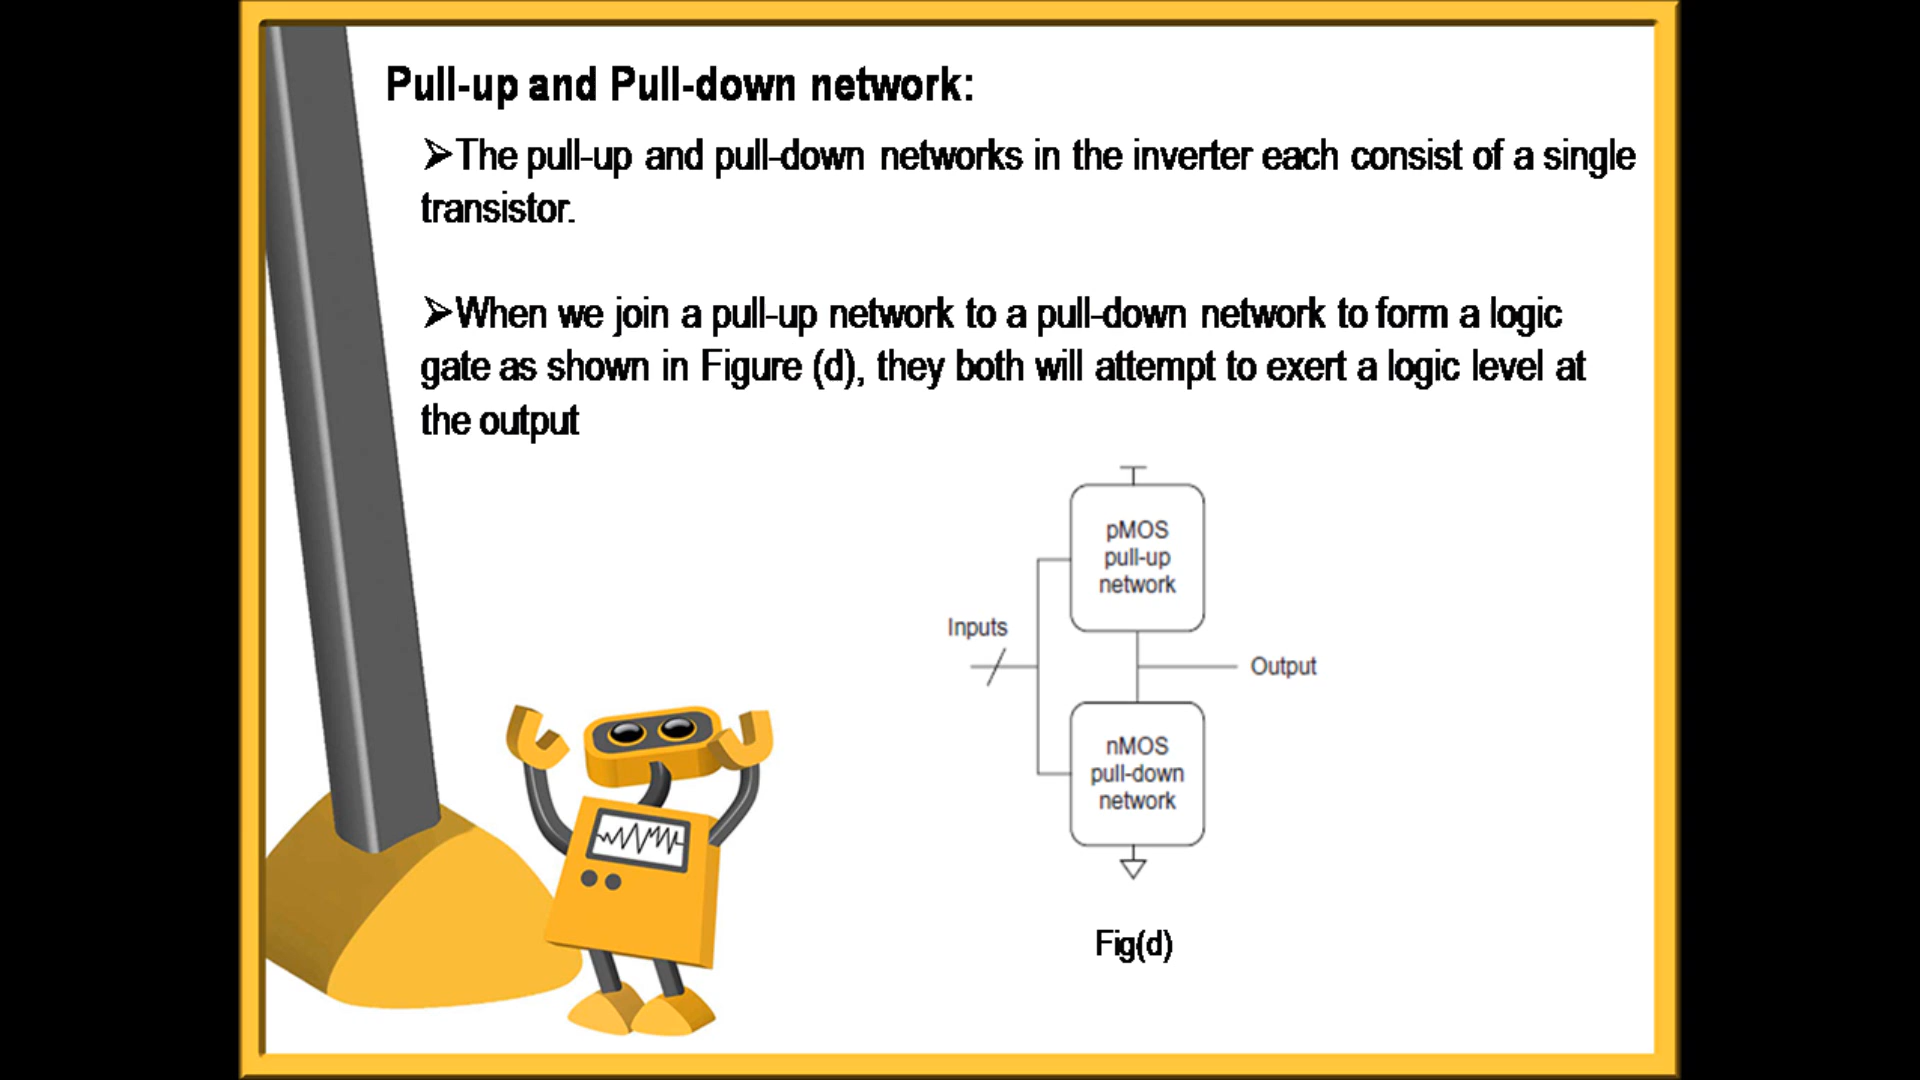 Pull-up and Pull-down network:
➢The pull-up and pull-down networks in the inverter each consist of a single
transistor.
➢When we join a pull-up network to a pull-down network to form a logic
gate as shown in Figure (d), they both will attempt to exert a logic level at
the output
pMOS
pull-up
network
Inputs
Output
nMOS
pull-down
network
Fig(d)